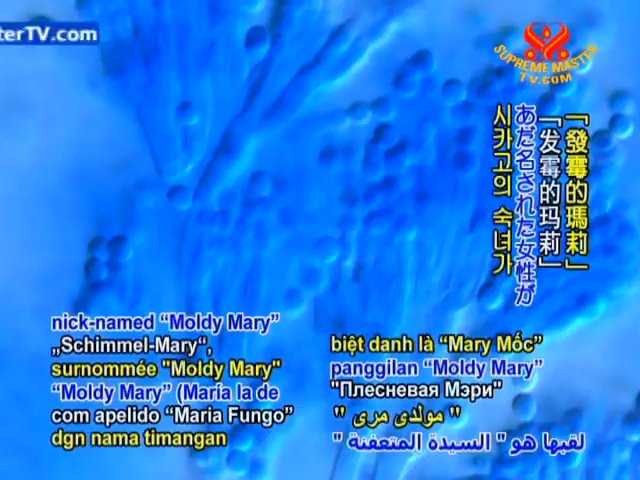 terTV.com
SUPREME MASTER
TV.COM
「發霉的瑪莉」
「发霉的玛莉」
あだ名された女性が
시카고의 숙녀가
nick-named “Moldy Mary”
„Schimmel-Mary“,
surnommée "Moldy Mary"
“Moldy Mary” (María la de
com apelido “Maria Fungo”
dgn nama timangan
biệt danh là “Mary Mốc”
panggilan “Moldy Mary”
"Плесневая Мэри"
" مولدی مری "
لقبها هو " السيدة المتعفنة "